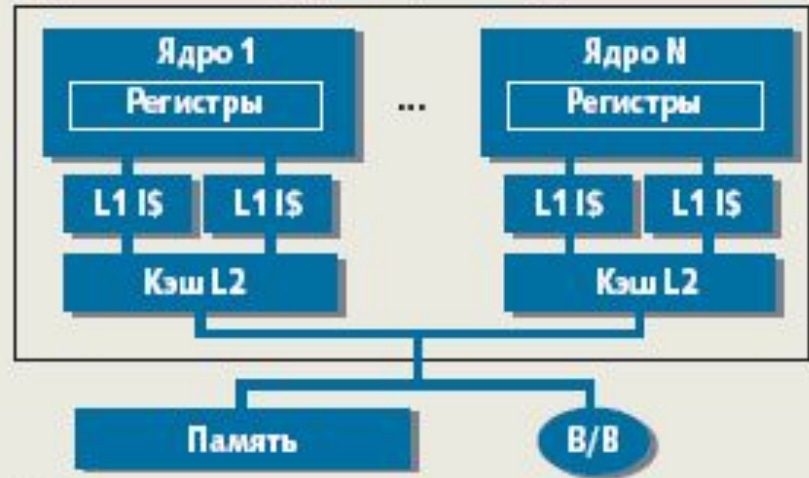 Ядро 1
Регистры
...
Ядро N
Регистры
L1 I$ L1 I$
L1 I$ L1 I$
Кэш L2
Кэш L2
Память
В/В